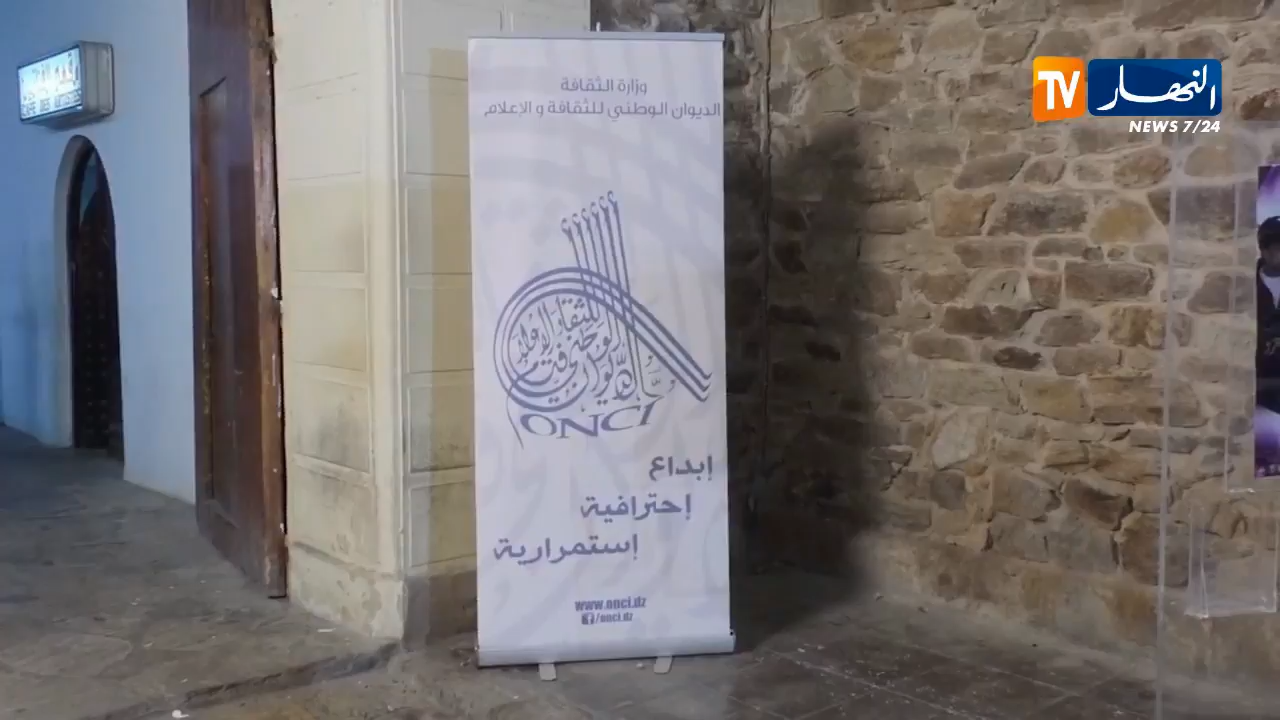 وزارة الثقافة
الديوان الوطني للثقافة و الإعلام
ONCI
إبداع
إحترافية
إستمرارية
www.onci.dz
/onci.dz
النهار TV
NEWS 7/24